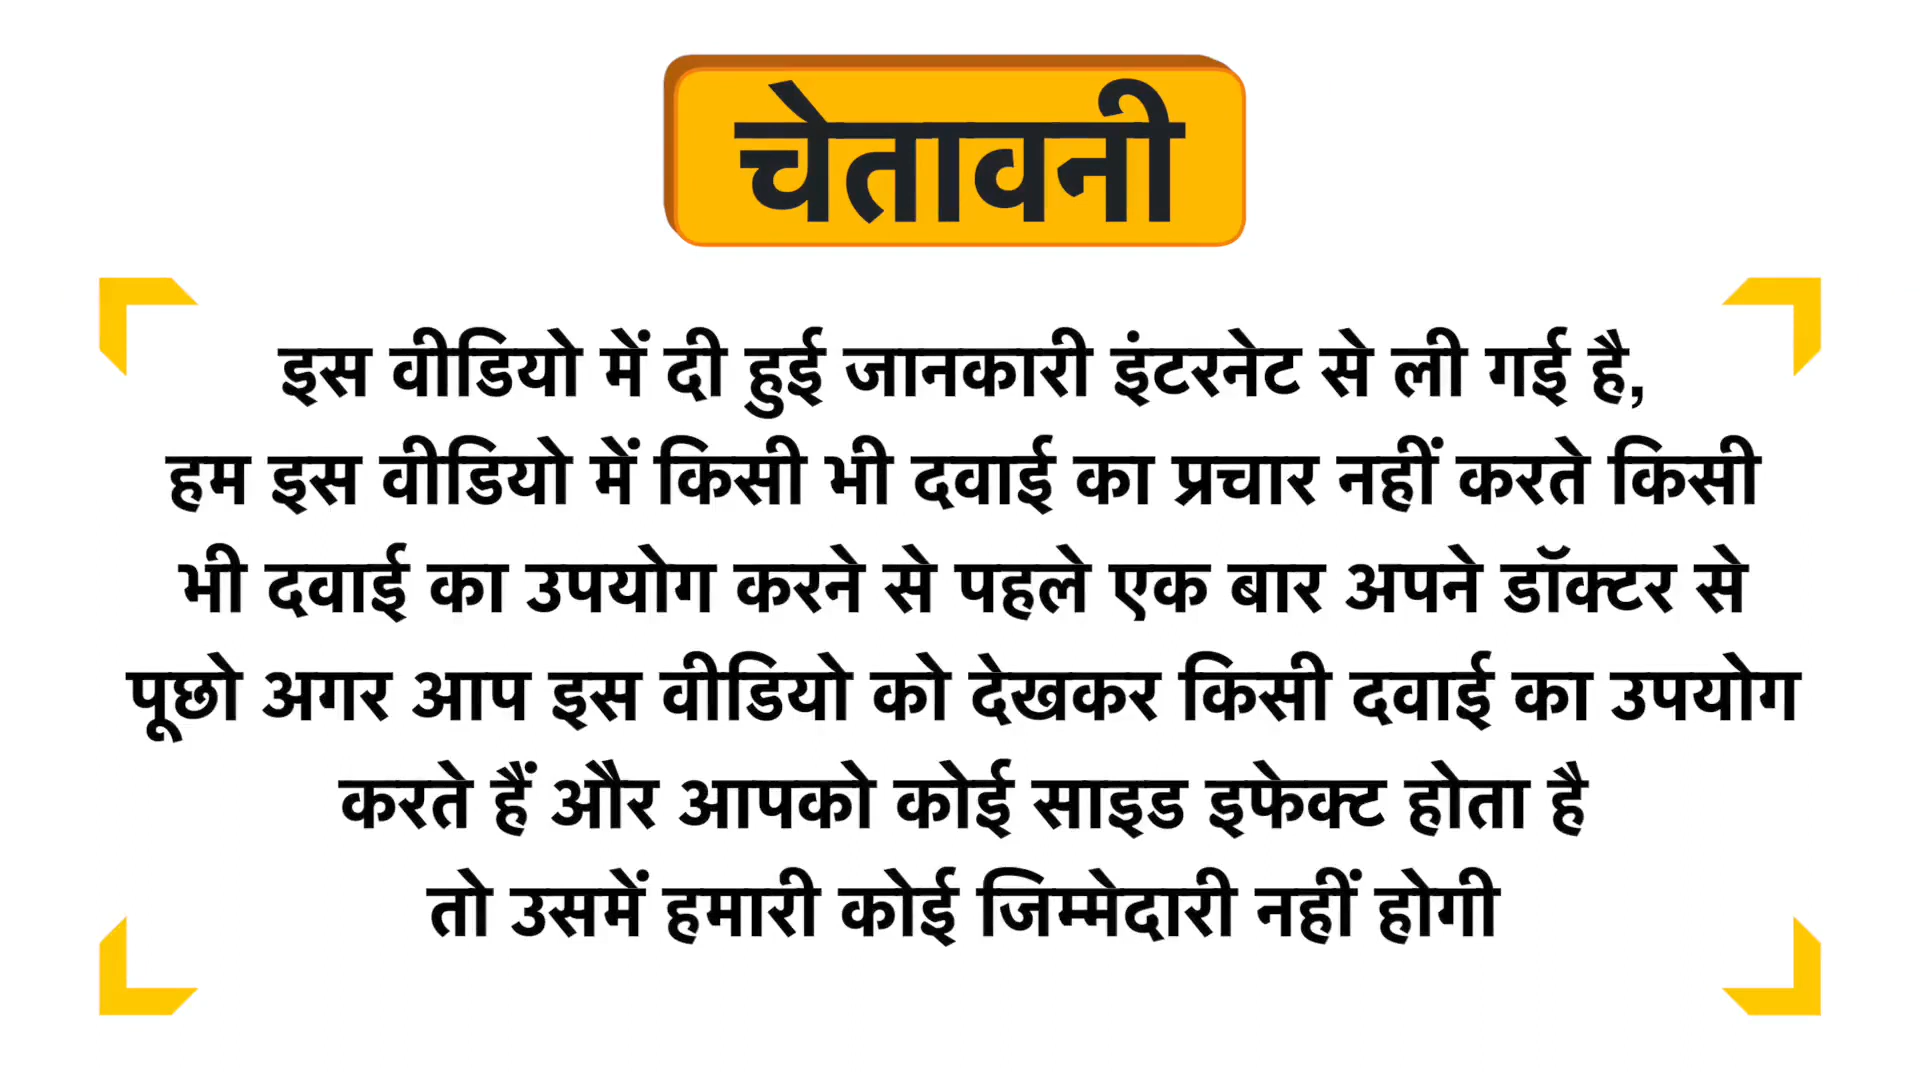 चेतावनी
इस वीडियो में दी हुई जानकारी इंटरनेट से ली गई है,
हम इस वीडियो में किसी भी दवाई का प्रचार नहीं करते किसी
भी दवाई का उपयोग करने से पहले एक बार अपने डॉक्टर से
पूछो अगर आप इस वीडियो को देखकर किसी दवाई का उपयोग
करते हैं और आपको कोई साइड इफेक्ट होता है
तो उसमें हमारी कोई जिम्मेदारी नहीं होगी